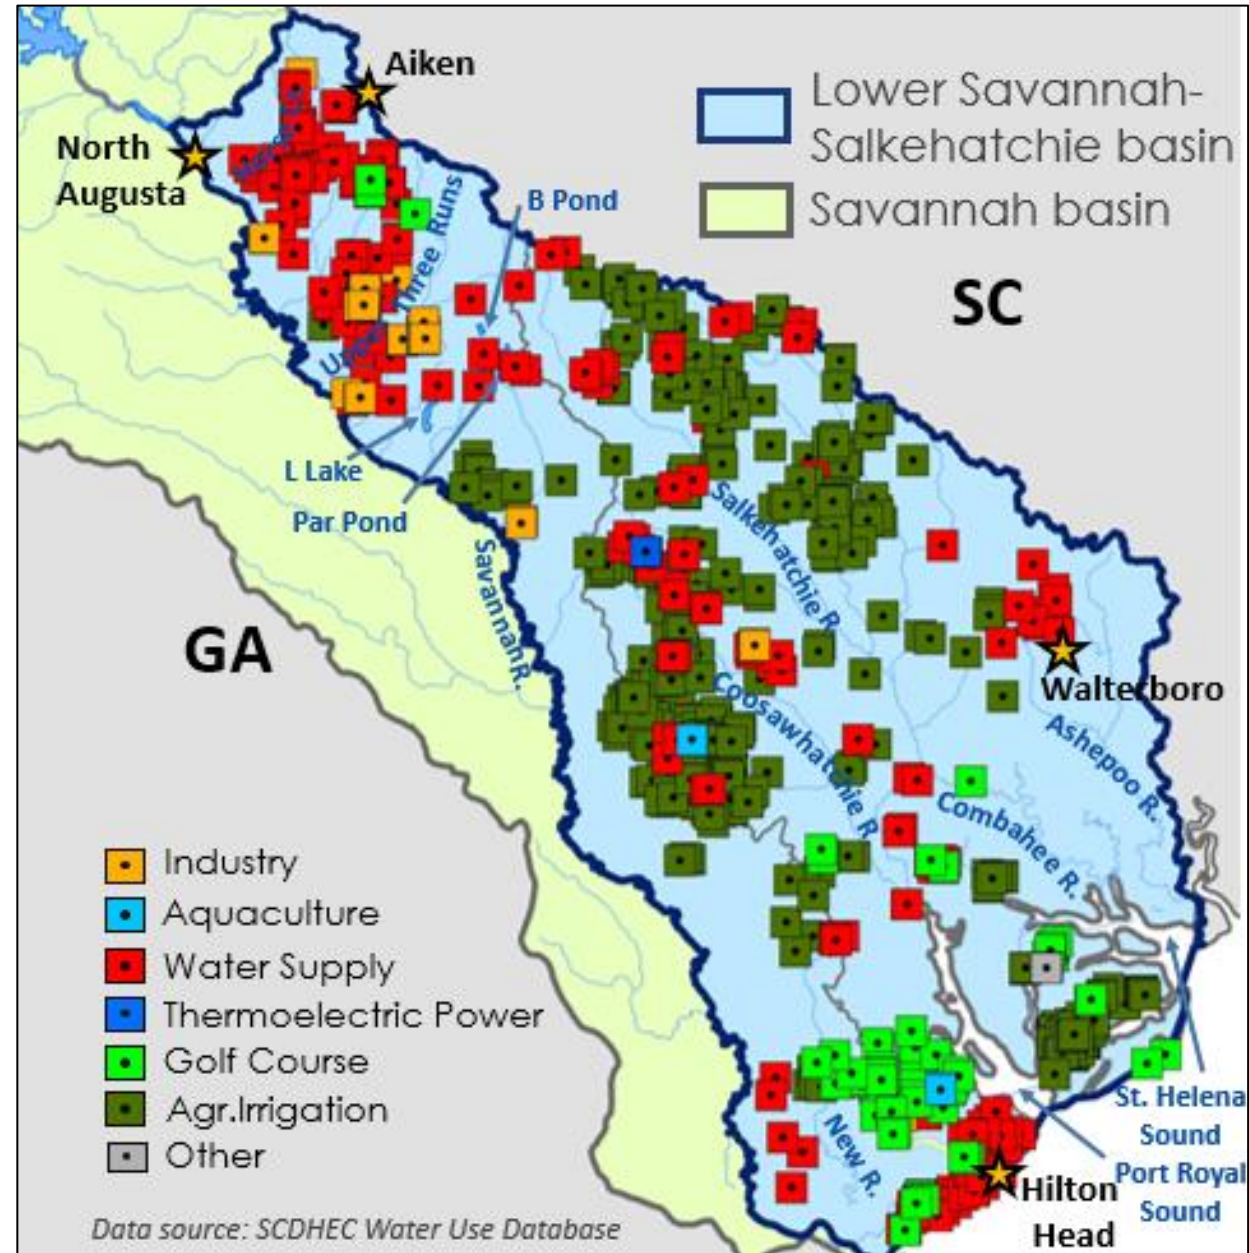 Aiken
North
Augusta
Lower Savannah-
Salkehatchie basin
Savannah basin
B Pond
Upper Three Runs
SC
L Lake
Par Pond
Savannah R.
Salkehatchie R.
GA
Walterboro
Coosawhatchie R.
Ashepoo R.
Combahee R.
Industry
Aquaculture
Water Supply
Thermoelectric Power
Golf Course
Agr.Irrigation
Other
New R.
St. Helena
Sound
Port Royal
Sound
Hilton
Head
Data source: SCDHEC Water Use Database